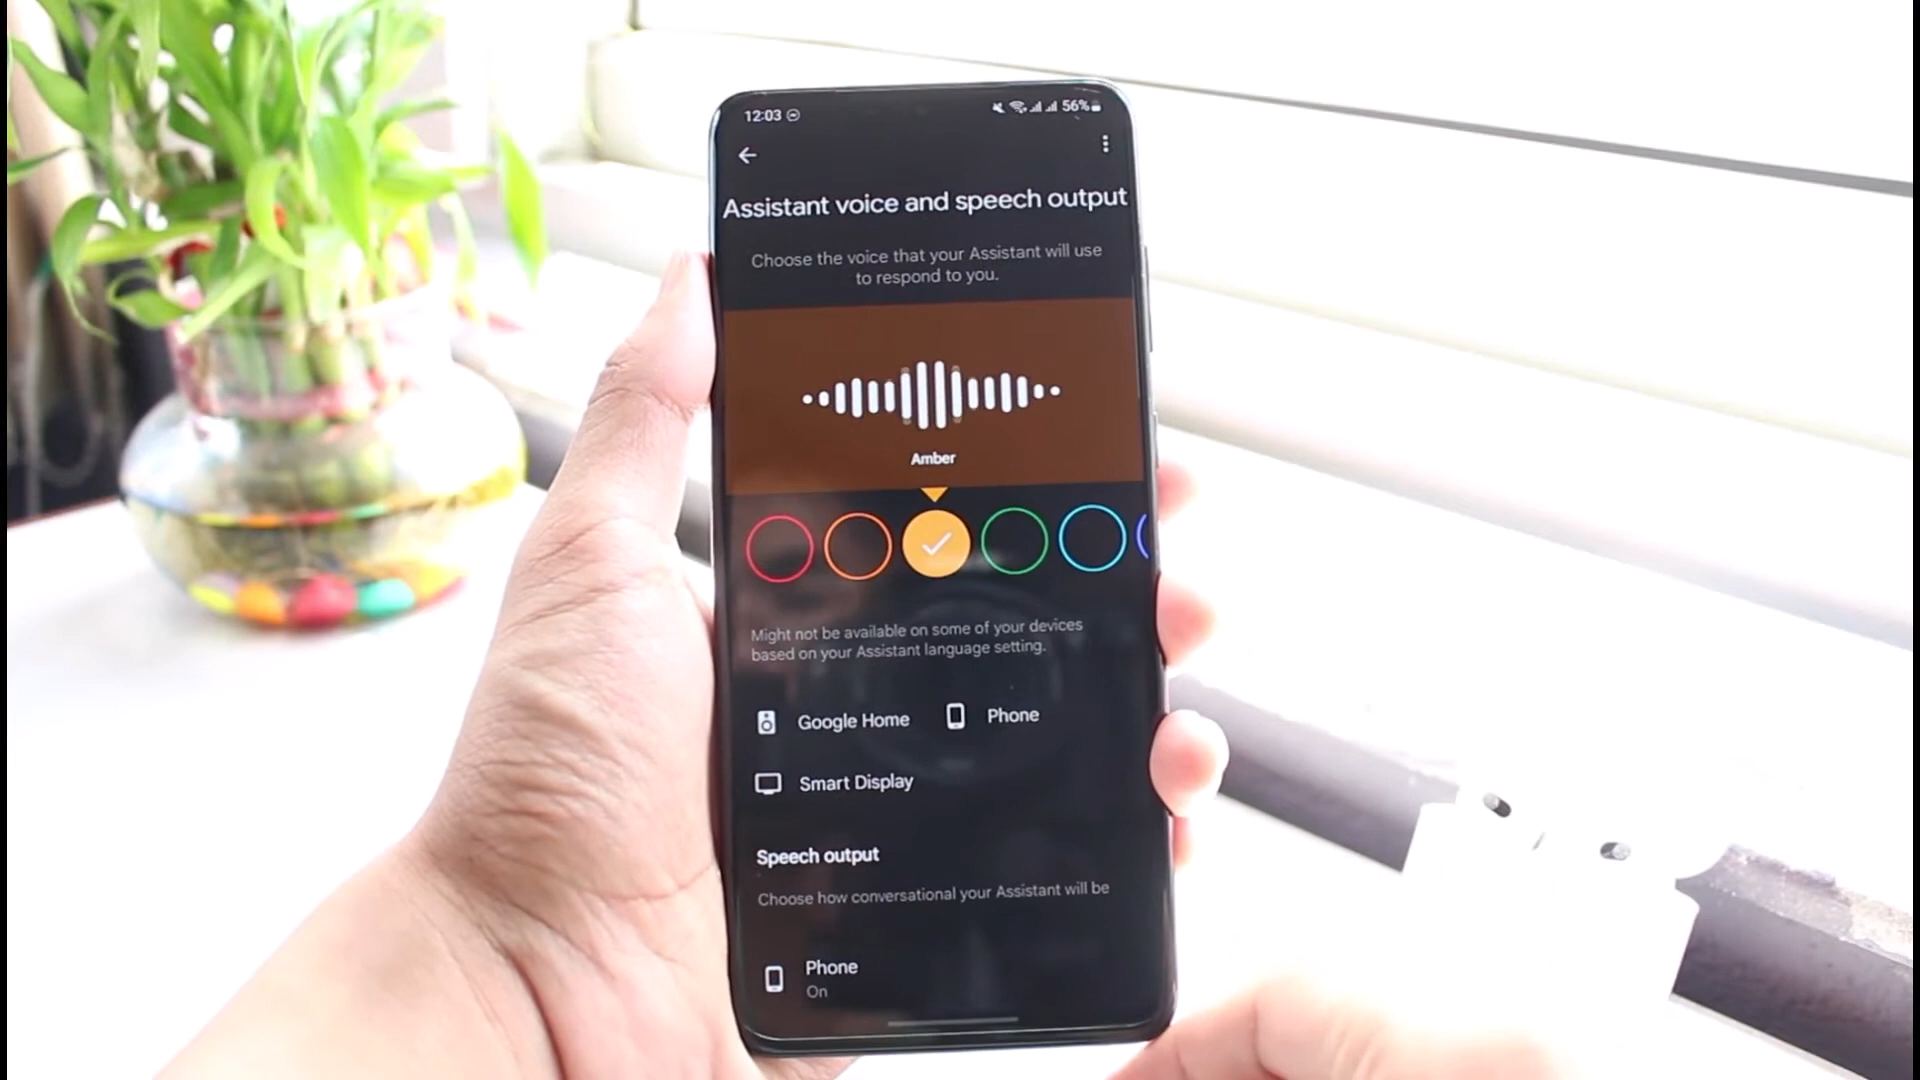 12:03
56%
Assistant voice and speech output
Choose the voice that your Assistant will use
to respond to you.
Amber
Might not be available on some of your devices
based on your Assistant language setting.
Google Home
Phone
Smart Display
Speech output
Choose how conversational your Assistant will be
Phone
On